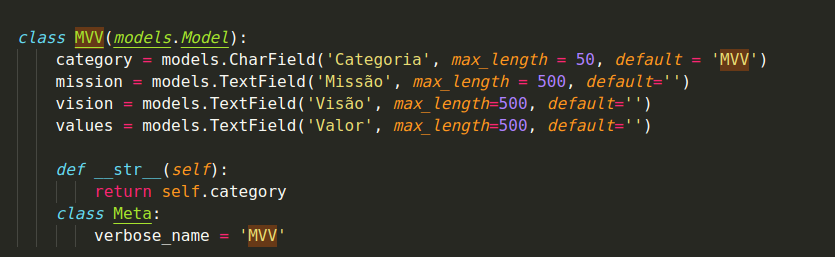 class MVV(models.Model):
    category = models.CharField('Categoria', max_length = 50, default = 'MVV')
    mission = models.TextField('Missão', max_length = 500, default='')
    vision = models.TextField('Visão', max_length=500, default='')
    values = models.TextField('Valor', max_length=500, default='')
    def __str__(self):
        return self.category
    class Meta:
        verbose_name = 'MVV'